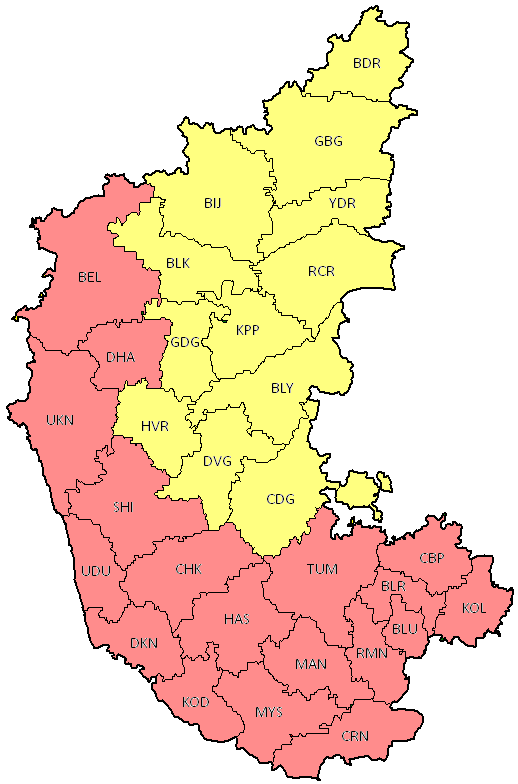 BDR
GBG
BIJ
YDR
BLK
RCR
BEL
KPP
GDG
DHA
BLY
UKN
HVR
DVG
CDG
SHI
CBP
UDU
CHK
TUM
BLR
KOL
HAS
BLU
DKN
RMN
MAN
KOD
MYS
CRN